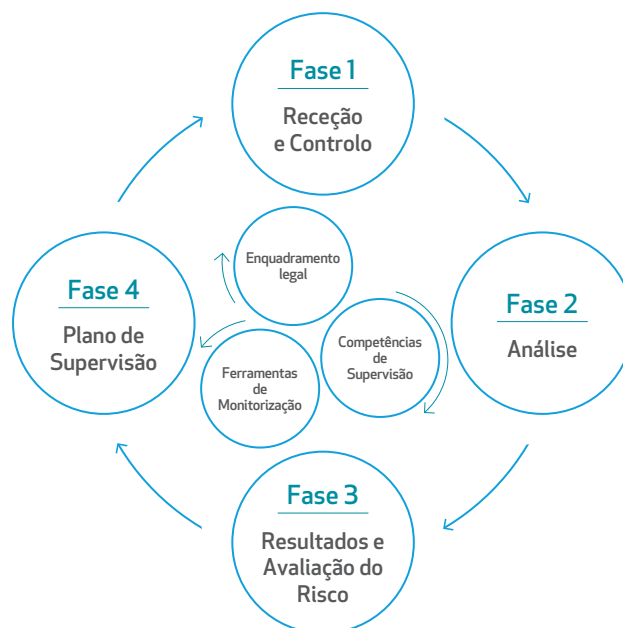 Fase 1
Receção
e Controlo
Enquadramento
legal
Fase 4
Plano de
Supervisão
Fase 2
Análise
Competências
de
Supervisão
Ferramentas
de
Monitorização
Fase 3
Resultados e
Avaliação do
Risco